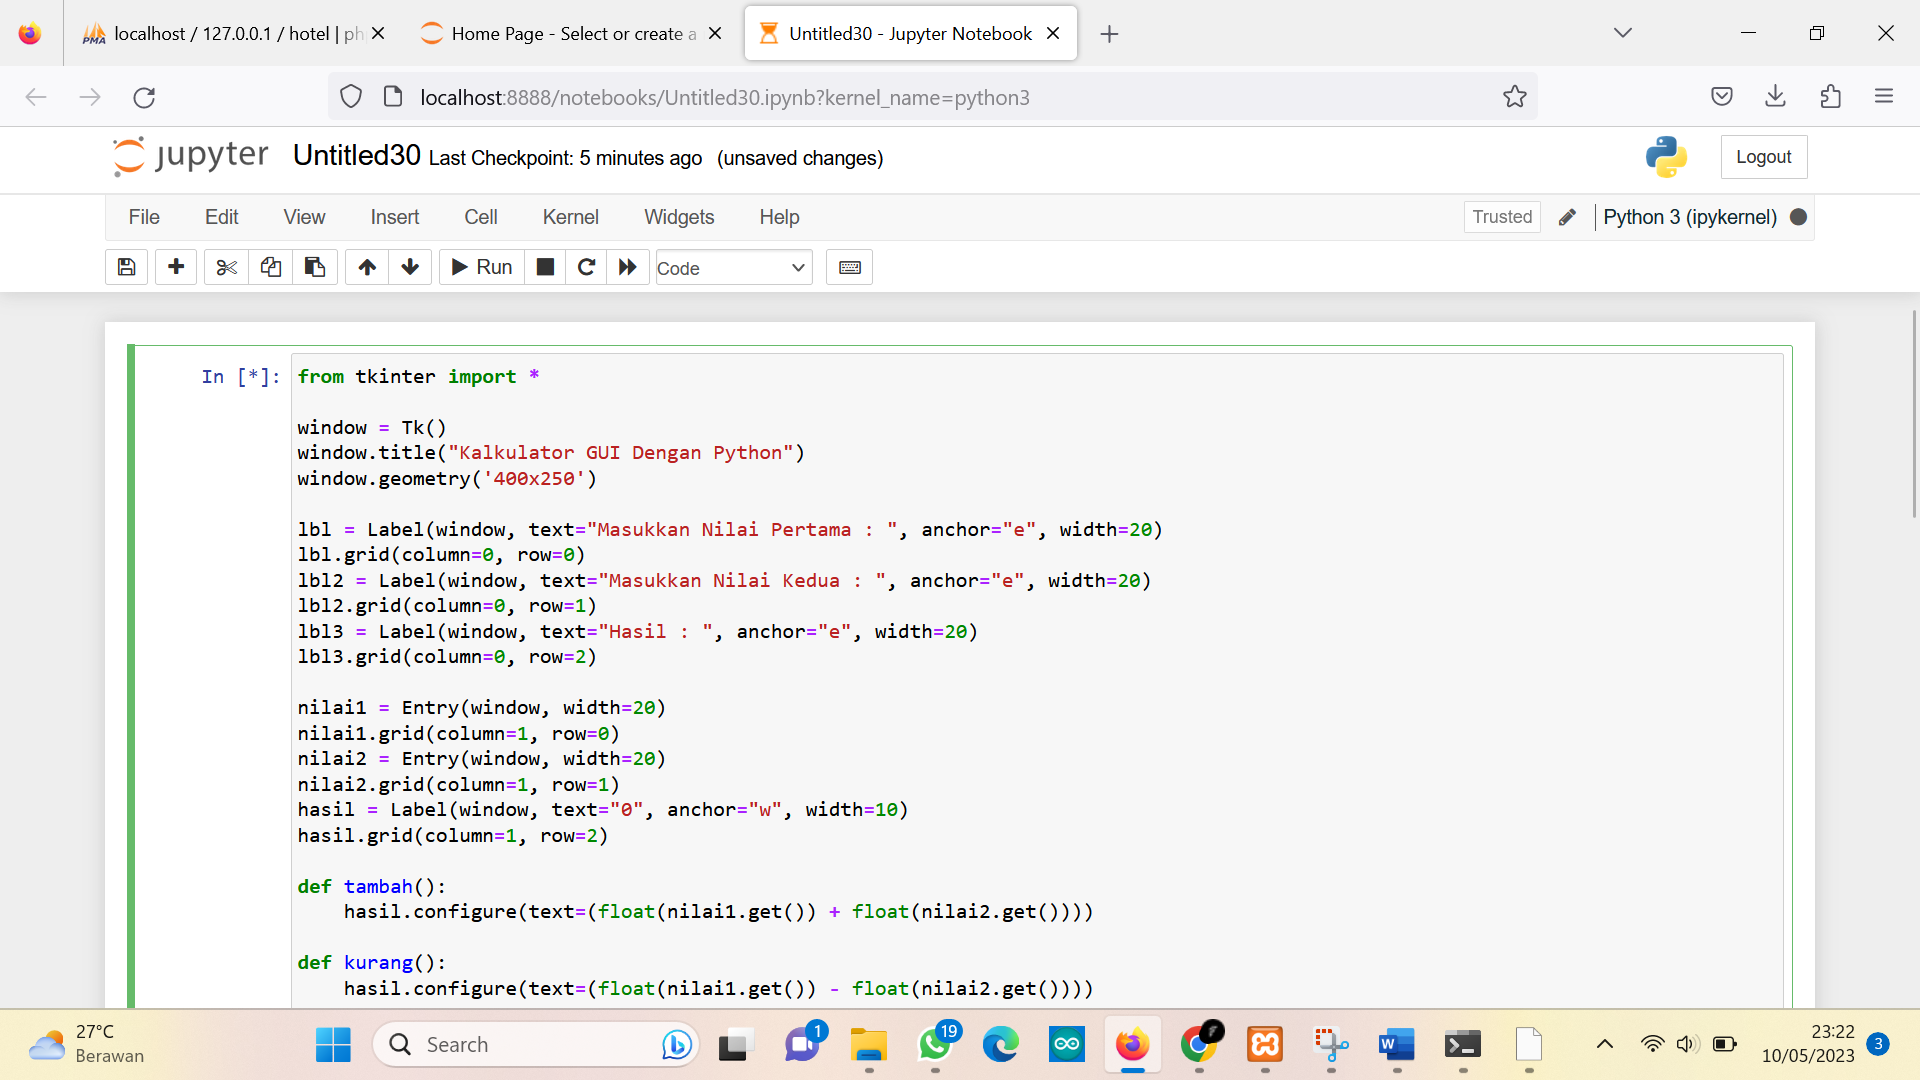 localhost / 127.0.0.1 / hotel | ph
Home Page - Select or create a
Untitled30 - Jupyter Notebook
localhost:8888/notebooks/Untitled30.ipynb?kernel_name=python3
jupyter Untitled30 Last Checkpoint: 5 minutes ago (unsaved changes)
Logout
File Edit View Insert Cell Kernel Widgets Help
Trusted
Python 3 (ipykernel)
Run
Code
In [*]:
from tkinter import *
window = Tk()
window.title("Kalkulator GUI Dengan Python")
window.geometry('400x250')
lbl = Label(window, text="Masukkan Nilai Pertama : ", anchor="e", width=20)
lbl.grid(column=0, row=0)
lbl2 = Label(window, text="Masukkan Nilai Kedua : ", anchor="e", width=20)
lbl2.grid(column=0, row=1)
lbl3 = Label(window, text="Hasil : ", anchor="e", width=20)
lbl3.grid(column=0, row=2)
nilai1 = Entry(window, width=20)
nilai1.grid(column=1, row=0)
nilai2 = Entry(window, width=20)
nilai2.grid(column=1, row=1)
hasil = Label(window, text="0", anchor="w", width=10)
hasil.grid(column=1, row=2)
def tambah():
    hasil.configure(text=(float(nilai1.get()) + float(nilai2.get())))
def kurang():
    hasil.configure(text=(float(nilai1.get()) - float(nilai2.get())))
27°C
Berawan
Search
1
19
23:22
10/05/2023
3